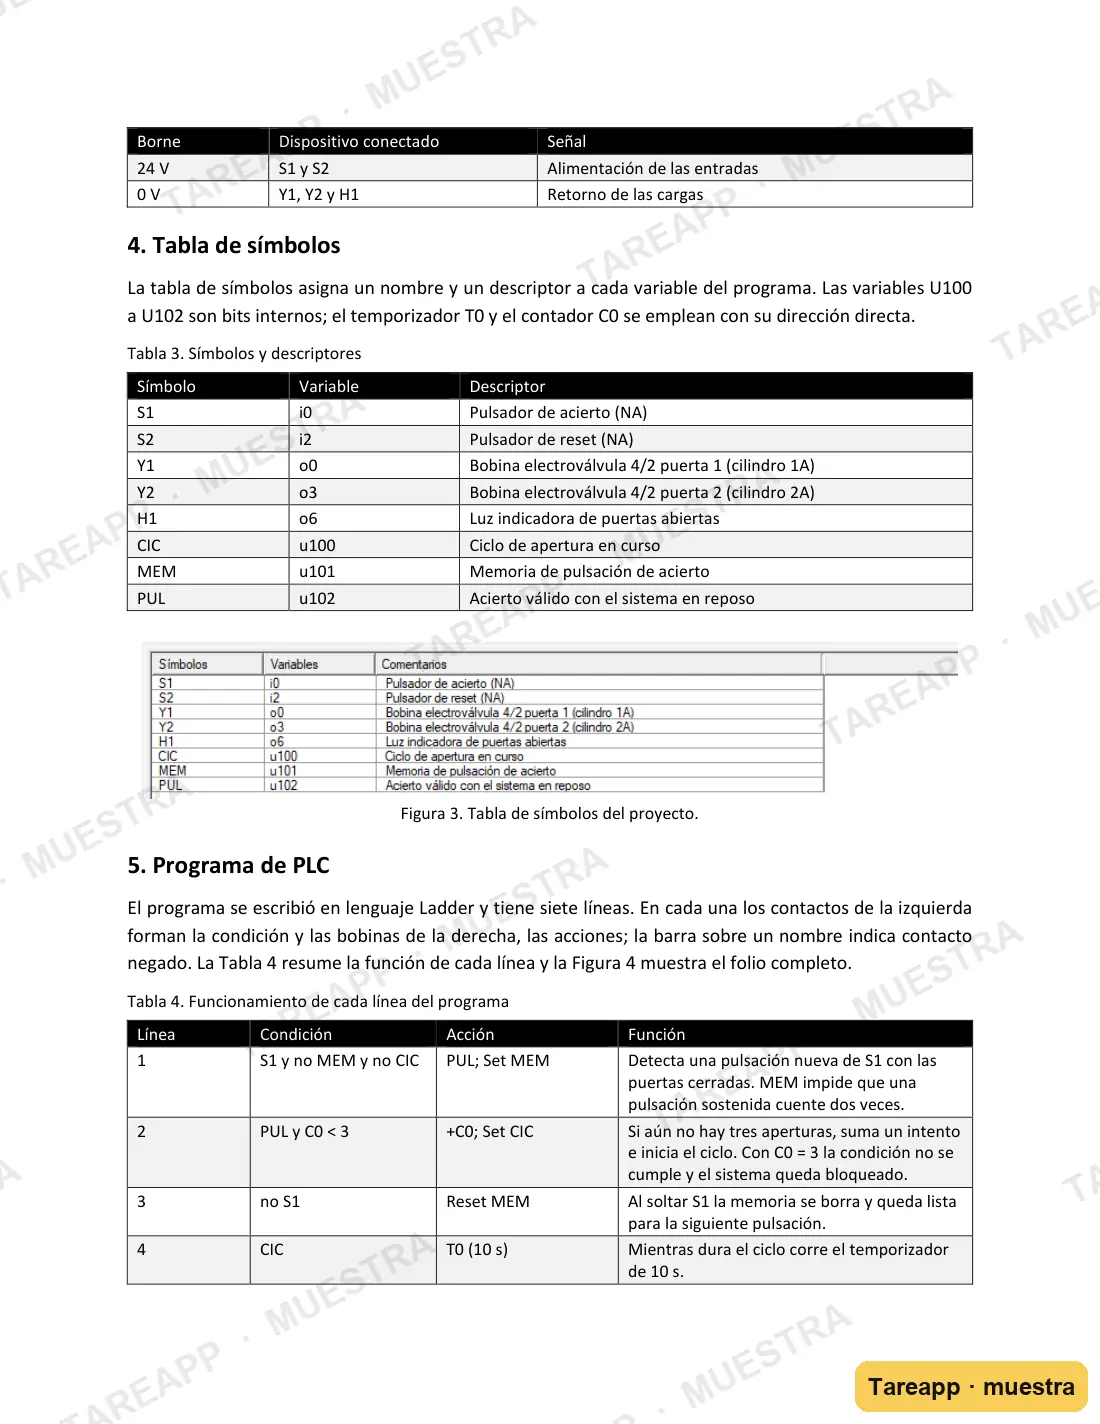 Borne Dispositivo conectado Señal
24 V S1 y S2 Alimentación de las entradas
0 V Y1, Y2 y H1 Retorno de las cargas
4. Tabla de símbolos
La tabla de símbolos asigna un nombre y un descriptor a cada variable del programa. Las variables U100
a U102 son bits internos; el temporizador T0 y el contador C0 se emplean con su dirección directa.
Tabla 3. Símbolos y descriptores
Símbolo Variable Descriptor
S1 i0 Pulsador de acierto (NA)
S2 i2 Pulsador de reset (NA)
Y1 o0 Bobina electroválvula 4/2 puerta 1 (cilindro 1A)
Y2 o3 Bobina electroválvula 4/2 puerta 2 (cilindro 2A)
H1 o6 Luz indicadora de puertas abiertas
CIC u100 Ciclo de apertura en curso
MEM u101 Memoria de pulsación de acierto
PUL u102 Acierto válido con el sistema en reposo
Símbolos Variables Comentarios
S1 i0 Pulsador de acierto (NA)
S2 i2 Pulsador de reset (NA)
Y1 o0 Bobina electroválvula 4/2 puerta 1 (cilindro 1A)
Y2 o3 Bobina electroválvula 4/2 puerta 2 (cilindro 2A)
H1 o6 Luz indicadora de puertas abiertas
CIC u100 Ciclo de apertura en curso
MEM u101 Memoria de pulsación de acierto
PUL u102 Acierto válido con el sistema en reposo
Figura 3. Tabla de símbolos del proyecto.
5. Programa de PLC
El programa se escribió en lenguaje Ladder y tiene siete líneas. En cada una los contactos de la izquierda
forman la condición y las bobinas de la derecha, las acciones; la barra sobre un nombre indica contacto
negado. La Tabla 4 resume la función de cada línea y la Figura 4 muestra el folio completo.
Tabla 4. Funcionamiento de cada línea del programa
Línea Condición Acción Función
1 S1 y no MEM y no CIC PUL; Set MEM Detecta una pulsación nueva de S1 con las
puertas cerradas. MEM impide que una
pulsación sostenida cuente dos veces.
2 PUL y C0 < 3 +C0; Set CIC Si aún no hay tres aperturas, suma un intento
e inicia el ciclo. Con C0 = 3 la condición no se
cumple y el sistema queda bloqueado.
3 no S1 Reset MEM Al soltar S1 la memoria se borra y queda lista
para la siguiente pulsación.
4 CIC T0 (10 s) Mientras dura el ciclo corre el temporizador
de 10 s.
TAREAPP · MUESTRA
Tareapp · muestra